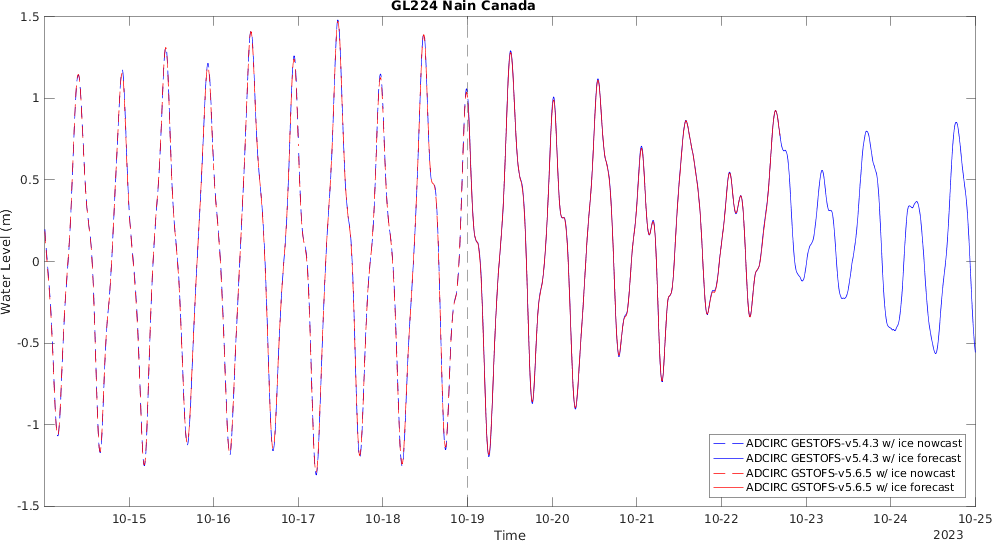 GL224 Nain Canada
1.5
1
0.5
0
-0.5
-1
-1.5
Water Level (m)
10-15 10-16 10-17 10-18 10-19 10-20 10-21 10-22 10-23 10-24 10-25
Time
2023
ADCIRC GESTOFS-v5.4.3 w/ ice nowcast
ADCIRC GESTOFS-v5.4.3 w/ ice forecast
ADCIRC GSTOFS-v5.6.5 w/ ice nowcast
ADCIRC GSTOFS-v5.6.5 w/ ice forecast